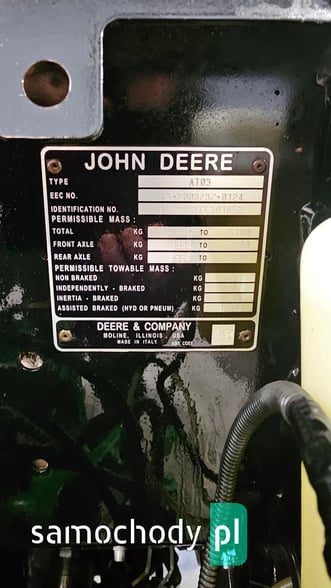 JOHN DEERE
TYPE AT03
EEC NO.
IDENTIFICATION NO.
PERMISSIBLE MASS :
TOTAL KG TO
FRONT AXLE KG TO
REAR AXLE KG TO
PERMISSIBLE TOWABLE MASS :
NON BRAKED KG
INDEPENDENTLY - BRAKED KG
INERTIA - BRAKED KG
ASSISTED BRAKED (HYD OR PNEUM) KG
DEERE & COMPANY
MOLINE, ILLINOIS, USA
MADE IN ITALY ASY CODE
samochody pl